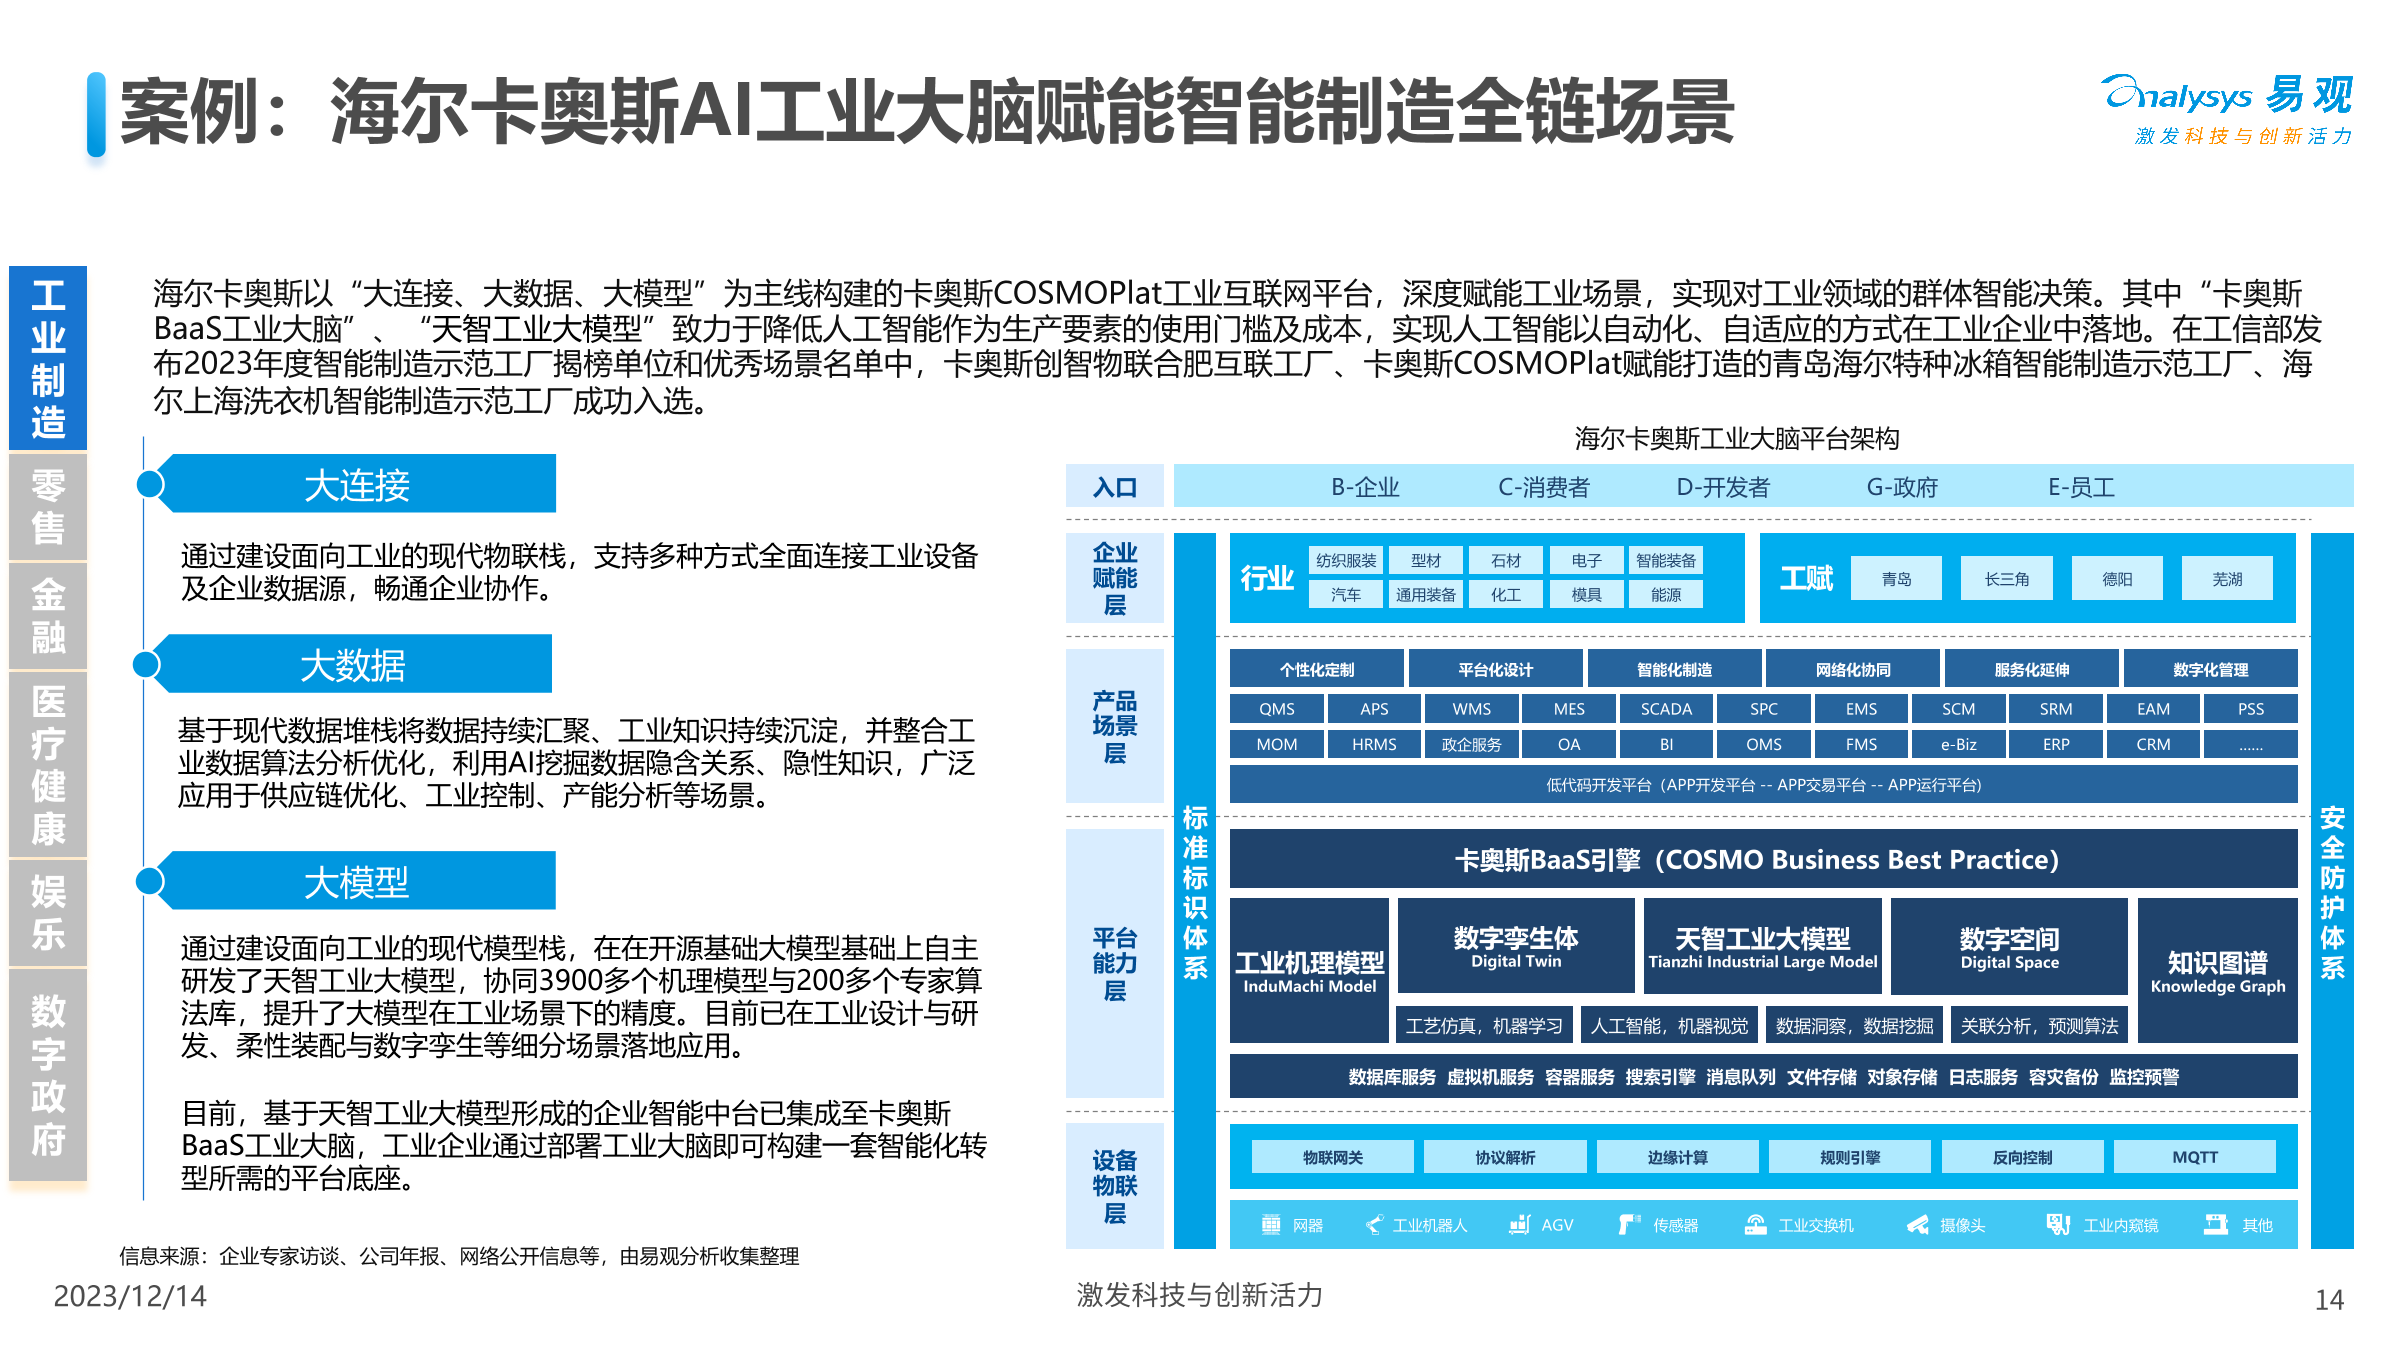 案例：海尔卡奥斯AI工业大脑赋能智能制造全链场景
analysys 易观
激发科技与创新活力
工业制造
零售
金融
医疗健康
娱乐
数字政府
海尔卡奥斯以“大连接、大数据、大模型”为主线构建的卡奥斯COSMOPlat工业互联网平台，深度赋能工业场景，实现对工业领域的群体智能决策。其中“卡奥斯
BaaS工业大脑”、“天智工业大模型”致力于降低人工智能作为生产要素的使用门槛及成本，实现人工智能以自动化、自适应的方式在工业企业中落地。在工信部发
布2023年度智能制造示范工厂揭榜单位和优秀场景名单中，卡奥斯创智物联合肥互联工厂、卡奥斯COSMOPlat赋能打造的青岛海尔特种冰箱智能制造示范工厂、海
尔上海洗衣机智能制造示范工厂成功入选。
大连接
通过建设面向工业的现代物联栈，支持多种方式全面连接工业设备
及企业数据源，畅通企业协作。
大数据
基于现代数据堆栈将数据持续汇聚、工业知识持续沉淀，并整合工
业数据算法分析优化，利用AI挖掘数据隐含关系、隐性知识，广泛
应用于供应链优化、工业控制、产能分析等场景。
大模型
通过建设面向工业的现代模型栈，在在开源基础大模型基础上自主
研发了天智工业大模型，协同3900多个机理模型与200多个专家算
法库，提升了大模型在工业场景下的精度。目前已在工业设计与研
发、柔性装配与数字孪生等细分场景落地应用。
目前，基于天智工业大模型形成的企业智能中台已集成至卡奥斯
BaaS工业大脑，工业企业通过部署工业大脑即可构建一套智能化转
型所需的平台底座。
海尔卡奥斯工业大脑平台架构
入口 B-企业 C-消费者 D-开发者 G-政府 E-员工
标准标识体系
安全防护体系
企业
赋能
层
行业
纺织服装 型材 石材 电子 智能装备
汽车 通用装备 化工 模具 能源
工赋 青岛 长三角 德阳 芜湖
产品
场景
层
个性化定制 平台化设计 智能化制造 网络化协同 服务化延伸 数字化管理
QMS APS WMS MES SCADA SPC EMS SCM SRM EAM PSS
MOM HRMS 政企服务 OA BI OMS FMS e-Biz ERP CRM ......
低代码开发平台（APP开发平台 -- APP交易平台 -- APP运行平台）
平台
能力
层
卡奥斯BaaS引擎（COSMO Business Best Practice）
工业机理模型
InduMachi Model
数字孪生体
Digital Twin
天智工业大模型
Tianzhi Industrial Large Model
数字空间
Digital Space
知识图谱
Knowledge Graph
工艺仿真，机器学习 人工智能，机器视觉 数据洞察，数据挖掘 关联分析，预测算法
数据库服务 虚拟机服务 容器服务 搜索引擎 消息队列 文件存储 对象存储 日志服务 容灾备份 监控预警
设备
物联
层
物联网关 协议解析 边缘计算 规则引擎 反向控制 MQTT
网器 工业机器人 AGV 传感器 工业交换机 摄像头 工业内窥镜 其他
信息来源：企业专家访谈、公司年报、网络公开信息等，由易观分析收集整理
2023/12/14
激发科技与创新活力
14